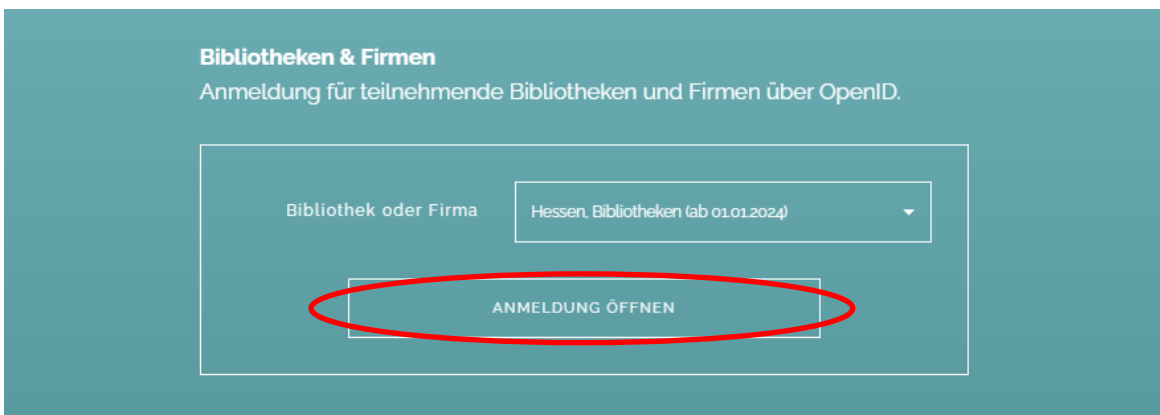 Bibliotheken & Firmen
Anmeldung für teilnehmende Bibliotheken und Firmen über OpenID.
Bibliothek oder Firma
Hessen, Bibliotheken (ab 01.01.2024)
ANMELDUNG ÖFFNEN